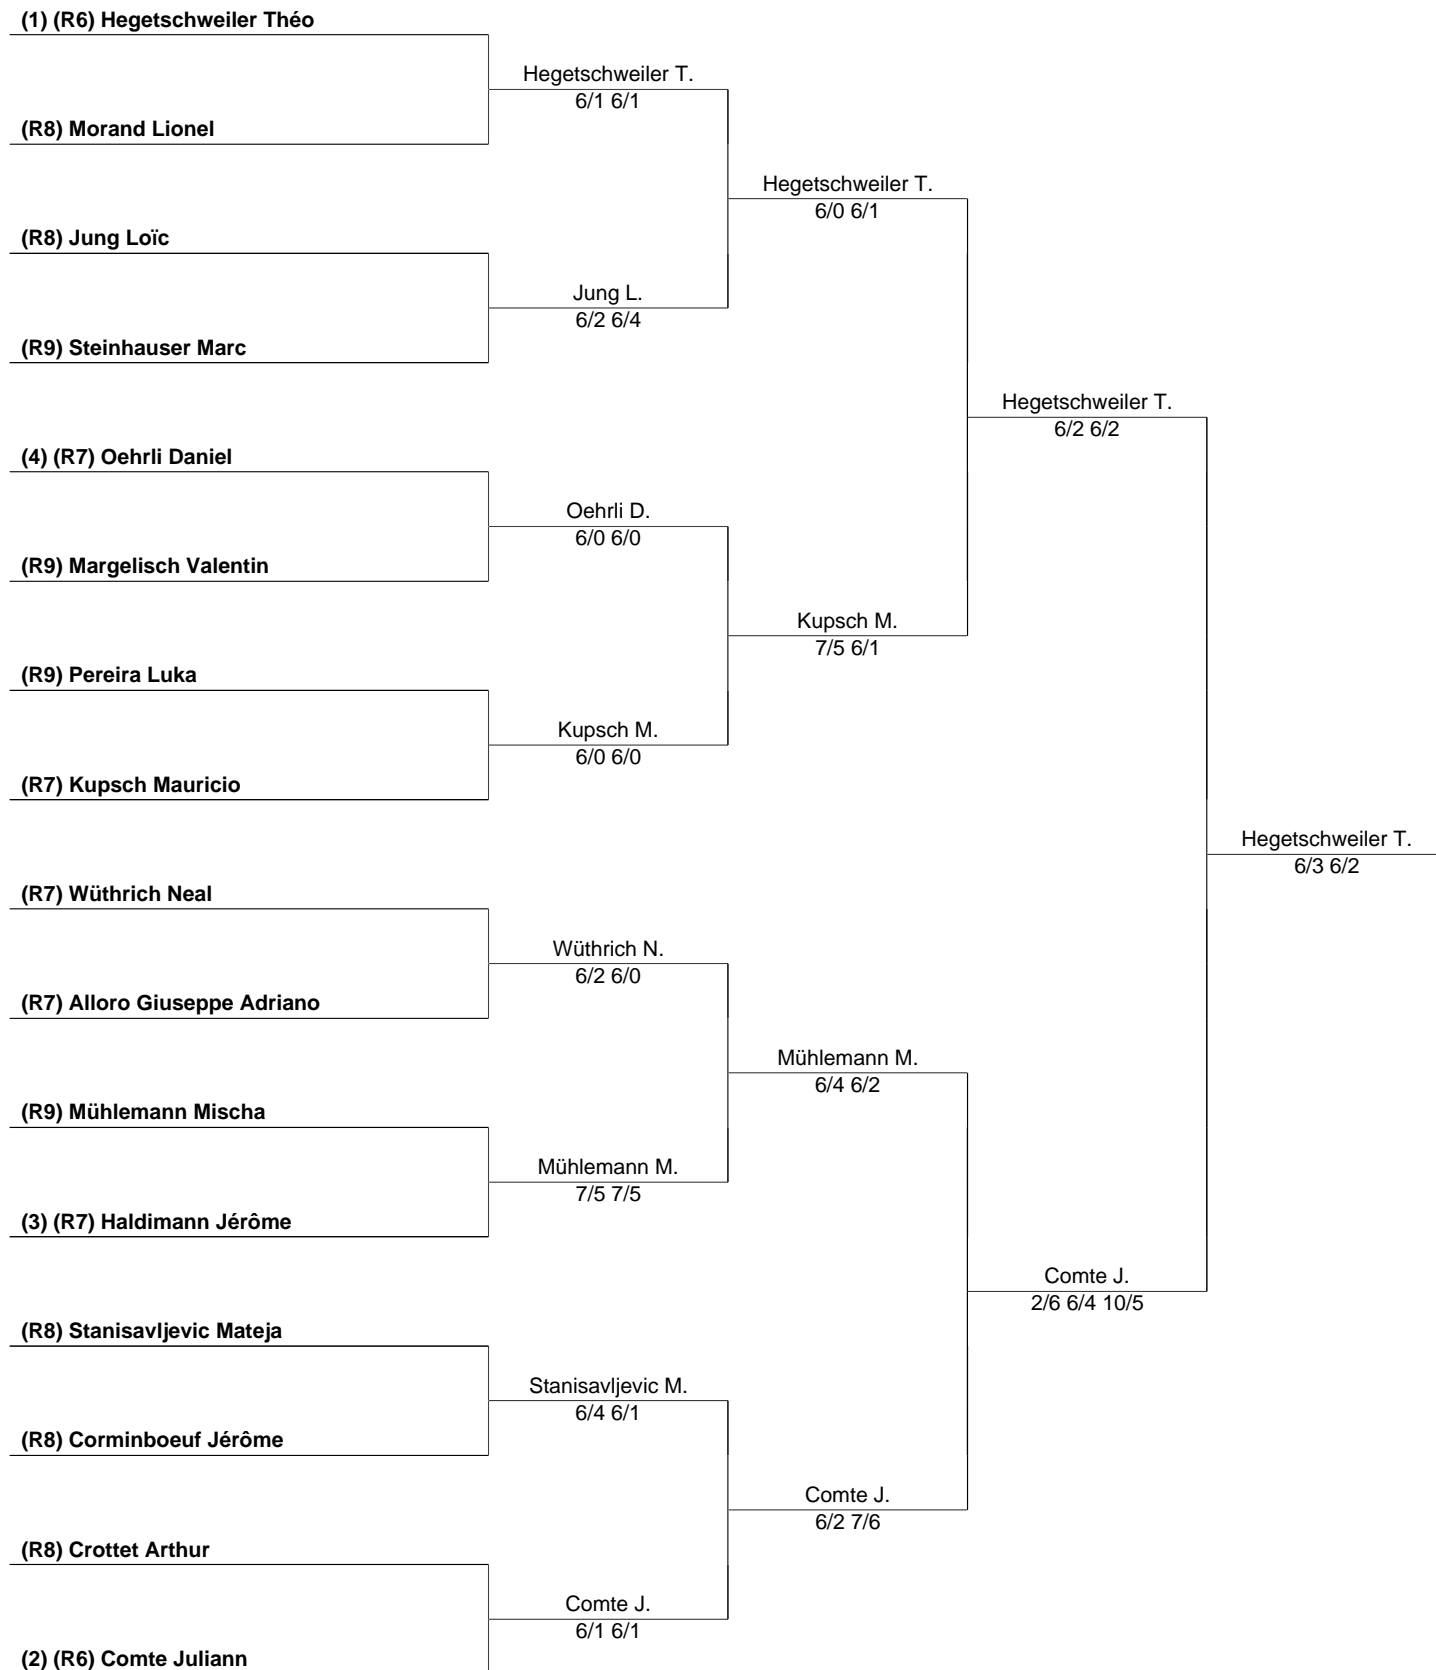 (1) (R6) Hegetschweiler Théo
Hegetschweiler T.
6/1 6/1
(R8) Morand Lionel
Hegetschweiler T.
6/0 6/1
(R8) Jung Loïc
Jung L.
6/2 6/4
(R9) Steinhauser Marc
Hegetschweiler T.
6/2 6/2
(4) (R7) Oehrli Daniel
Oehrli D.
6/0 6/0
(R9) Margelisch Valentin
Kupsch M.
7/5 6/1
(R9) Pereira Luka
Kupsch M.
6/0 6/0
(R7) Kupsch Mauricio
Hegetschweiler T.
6/3 6/2
(R7) Wüthrich Neal
Wüthrich N.
6/2 6/0
(R7) Alloro Giuseppe Adriano
Mühlemann M.
6/4 6/2
(R9) Mühlemann Mischa
Mühlemann M.
7/5 7/5
(3) (R7) Haldimann Jérôme
Comte J.
2/6 6/4 10/5
(R8) Stanisavljevic Mateja
Stanisavljevic M.
6/4 6/1
(R8) Corminboeuf Jérôme
Comte J.
6/2 7/6
(R8) Crottet Arthur
Comte J.
6/1 6/1
(2) (R6) Comte Juliann